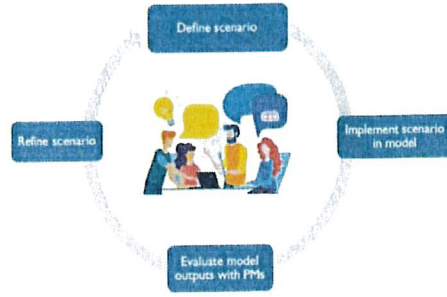 Define scenario
Implement scenario
in model
Evaluate model
outputs with PMs
Refine scenario